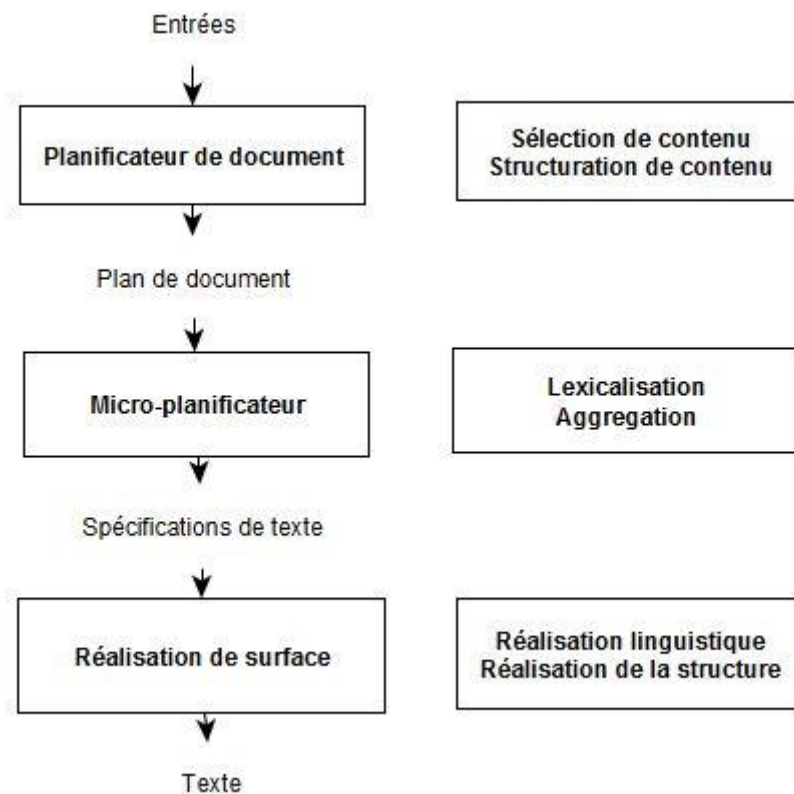 Entrées
Planificateur de document
Sélection de contenu
Structuration de contenu
Plan de document
Micro-planificateur
Lexicalisation
Aggregation
Spécifications de texte
Réalisation de surface
Réalisation linguistique
Réalisation de la structure
Texte